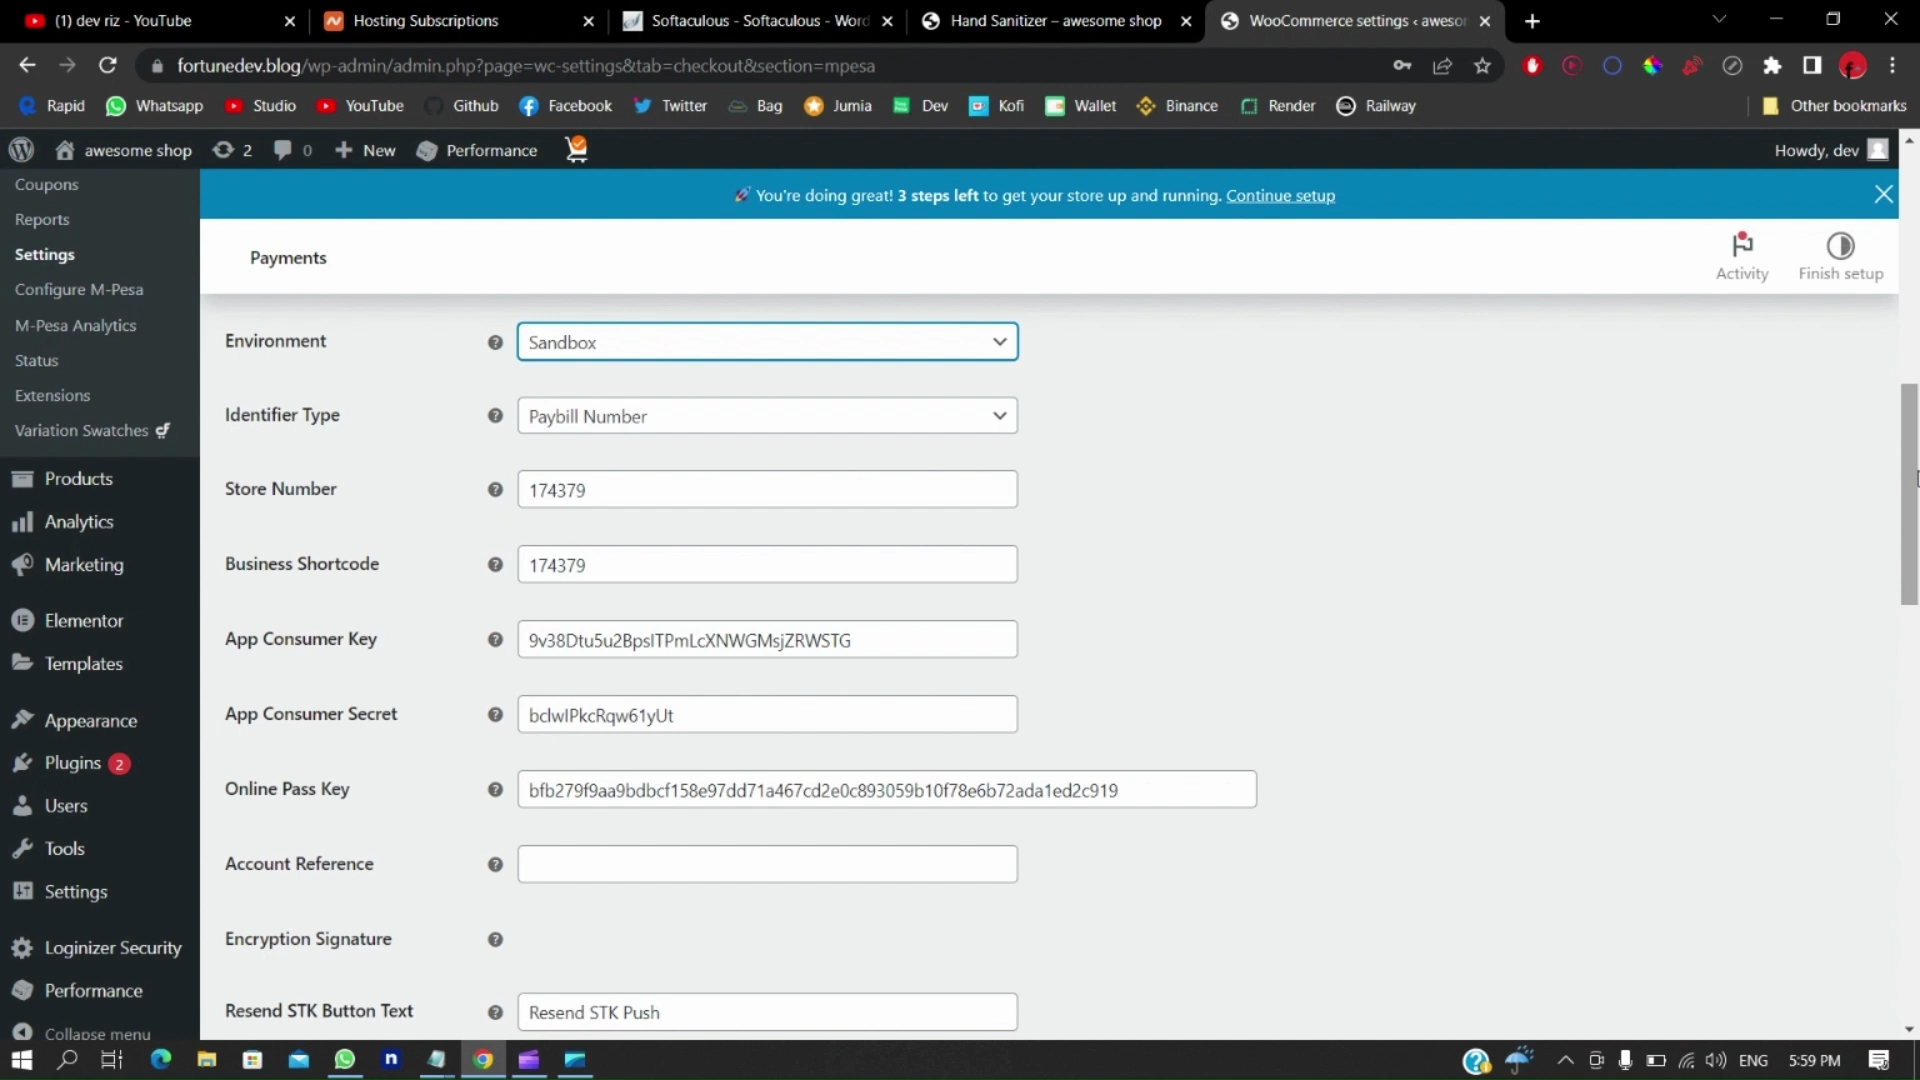 (1) dev riz - YouTube
Hosting Subscriptions
Softaculous - Softaculous - Word
Hand Sanitizer – awesome shop
WooCommerce settings ‹ aweso
fortunedev.blog/wp-admin/admin.php?page=wc-settings&tab=checkout&section=mpesa
Rapid
Whatsapp
Studio
YouTube
Github
Facebook
Twitter
Bag
Jumia
Dev
Kofi
Wallet
Binance
Render
Railway
Other bookmarks
awesome shop
2
0
New
Performance
Howdy, dev
Coupons
Reports
Settings
Configure M-Pesa
M-Pesa Analytics
Status
Extensions
Variation Swatches
Products
Analytics
Marketing
Elementor
Templates
Appearance
Plugins 2
Users
Tools
Settings
Loginizer Security
Performance
Collapse menu
You're doing great! 3 steps left to get your store up and running. Continue setup
Payments
Activity
Finish setup
Environment
Sandbox
Identifier Type
Paybill Number
Store Number
174379
Business Shortcode
174379
App Consumer Key
9v38Dtu5u2BpsITPmLcXNWGMsjZRWSTG
App Consumer Secret
bclwIPkcRqw61yUt
Online Pass Key
bfb279f9aa9bdbcf158e97dd71a467cd2e0c893059b10f78e6b72ada1ed2c919
Account Reference
Encryption Signature
Resend STK Button Text
Resend STK Push
ENG
5:59 PM